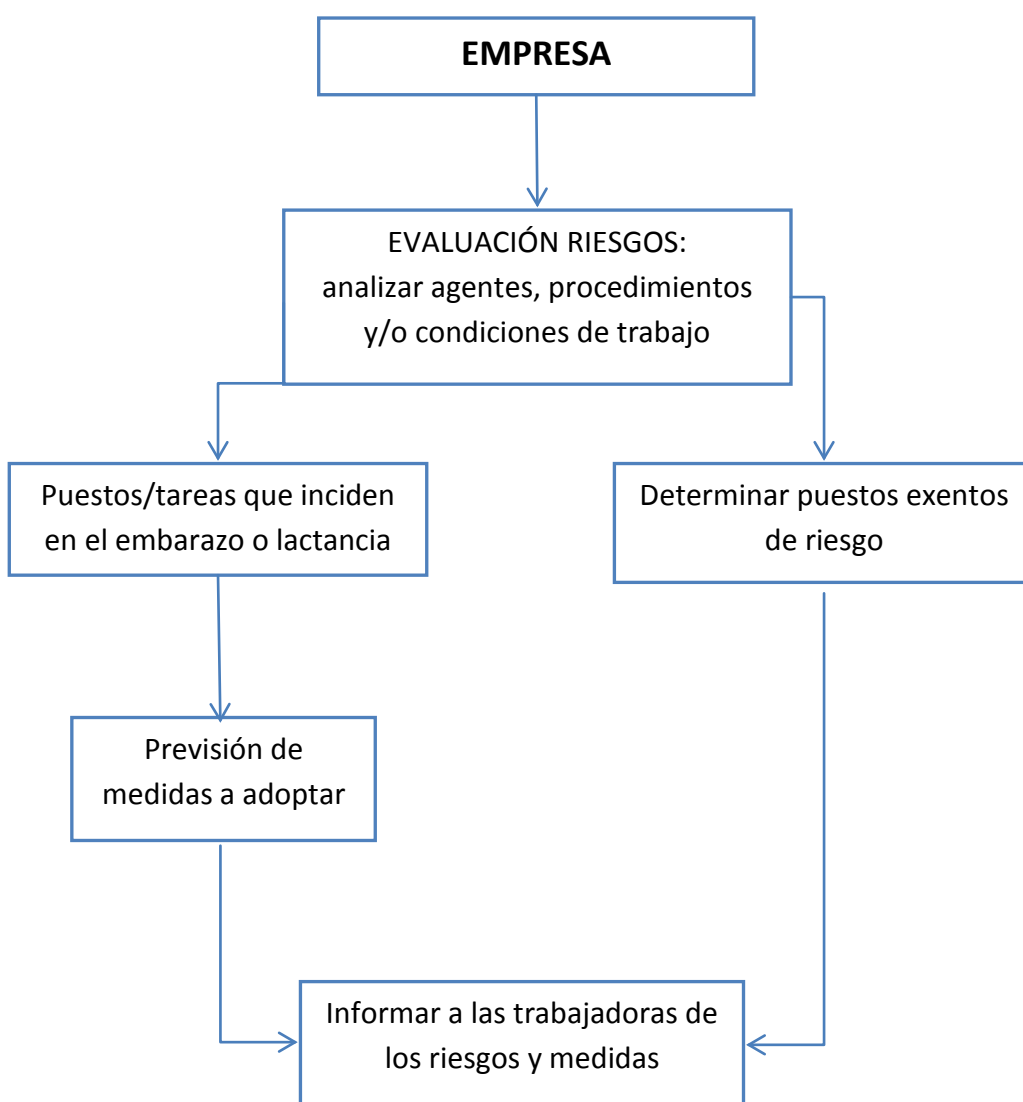 EMPRESA
EVALUACIÓN RIESGOS:
analizar agentes, procedimientos
y/o condiciones de trabajo
Puestos/tareas que inciden
en el embarazo o lactancia
Determinar puestos exentos
de riesgo
Previsión de
medidas a adoptar
Informar a las trabajadoras de
los riesgos y medidas